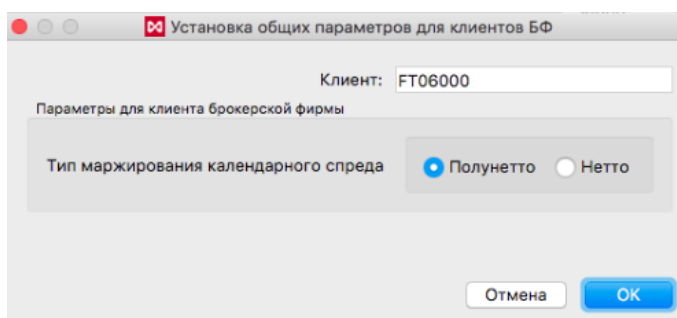 Установка общих параметров для клиентов БФ
Клиент: FT06000
Параметры для клиента брокерской фирмы
Тип маржирования календарного спреда Полунетто Нетто
Отмена OK